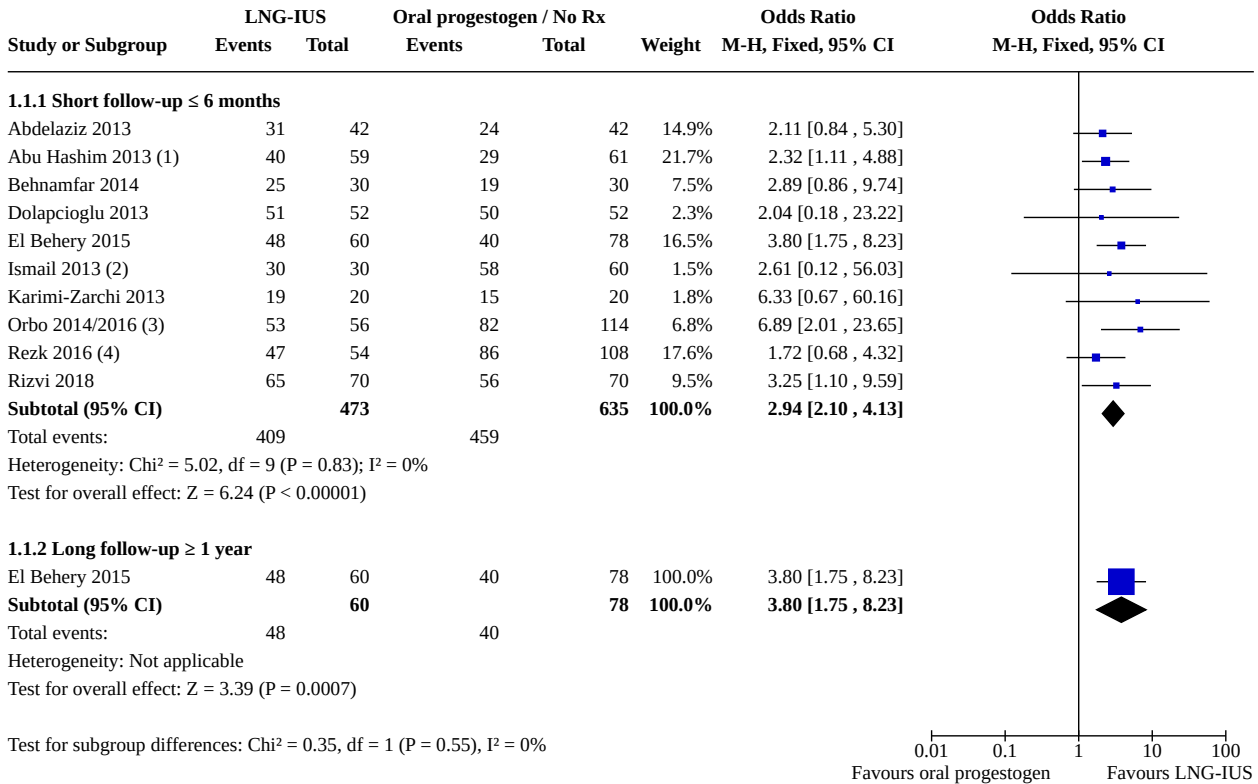 LNG-IUS Oral progestogen / No Rx Odds Ratio Odds Ratio
Study or Subgroup Events Total Events Total Weight M-H, Fixed, 95% CI M-H, Fixed, 95% CI
1.1.1 Short follow-up ≤ 6 months
Abdelaziz 2013 31 42 24 42 14.9% 2.11 [0.84 , 5.30]
Abu Hashim 2013 (1) 40 59 29 61 21.7% 2.32 [1.11 , 4.88]
Behnamfar 2014 25 30 19 30 7.5% 2.89 [0.86 , 9.74]
Dolapcioglu 2013 51 52 50 52 2.3% 2.04 [0.18 , 23.22]
El Behery 2015 48 60 40 78 16.5% 3.80 [1.75 , 8.23]
Ismail 2013 (2) 30 30 58 60 1.5% 2.61 [0.12 , 56.03]
Karimi-Zarchi 2013 19 20 15 20 1.8% 6.33 [0.67 , 60.16]
Orbo 2014/2016 (3) 53 56 82 114 6.8% 6.89 [2.01 , 23.65]
Rezk 2016 (4) 47 54 86 108 17.6% 1.72 [0.68 , 4.32]
Rizvi 2018 65 70 56 70 9.5% 3.25 [1.10 , 9.59]
Subtotal (95% CI) 473 635 100.0% 2.94 [2.10 , 4.13]
Total events: 409 459
Heterogeneity: Chi² = 5.02, df = 9 (P = 0.83); I² = 0%
Test for overall effect: Z = 6.24 (P < 0.00001)
1.1.2 Long follow-up ≥ 1 year
El Behery 2015 48 60 40 78 100.0% 3.80 [1.75 , 8.23]
Subtotal (95% CI) 60 78 100.0% 3.80 [1.75 , 8.23]
Total events: 48 40
Heterogeneity: Not applicable
Test for overall effect: Z = 3.39 (P = 0.0007)
Test for subgroup differences: Chi² = 0.35, df = 1 (P = 0.55), I² = 0%
0.01 0.1 1 10 100
Favours oral progestogen Favours LNG-IUS